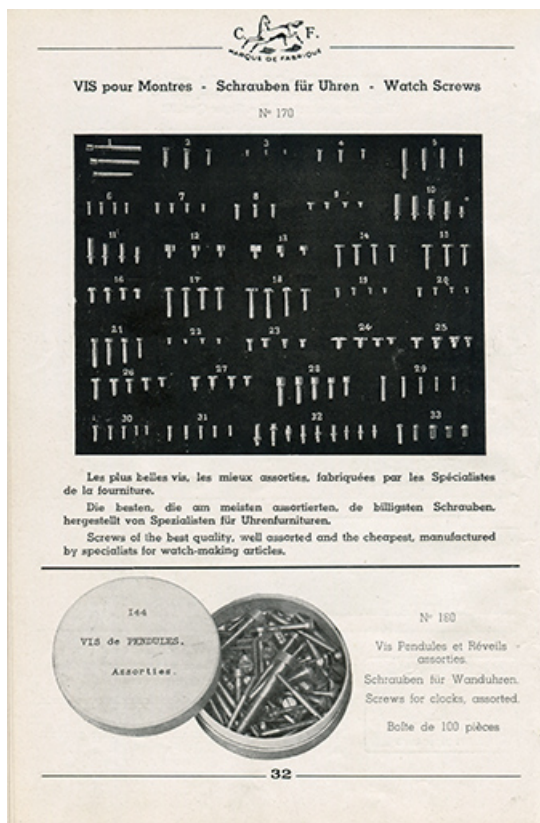 C. F.
MARQUE DE FABRIQUE
VIS pour Montres - Schrauben für Uhren - Watch Screws
N° 170
1 2 3 4 5
6 7 8 9 10
11 12 13 14 15
16 17 18 19 20
21 22 23 24 25
26 27 28 29
30 31 32 33
Les plus belles vis, les mieux assorties, fabriquées par les Spécialistes
de la fourniture.
Die besten, die am meisten assortierten, de billigsten Schrauben,
hergestellt von Spezialisten für Uhrenfurnituren.
Screws of the best quality, well assorted and the cheapest, manufactured
by specialists for watch-making articles.
144
VIS de PENDULES.
Assorties.
N° 180
Vis Pendules et Réveils -
assorties.
Schrauben für Wanduhren.
Screws for clocks, assorted.
Boîte de 100 pièces
32